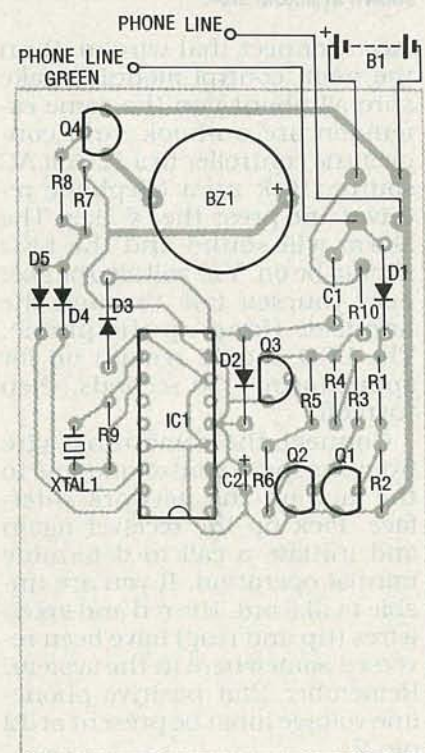 PHONE LINE
+
B1
PHONE LINE
GREEN
Q4
R8
R7
BZ1
+
D5
D4
D3
C1
R10
D1
D2
Q3
IC1
R9
R5
R4
R3
R1
XTAL1
+
C2
R6
Q2
Q1
R2